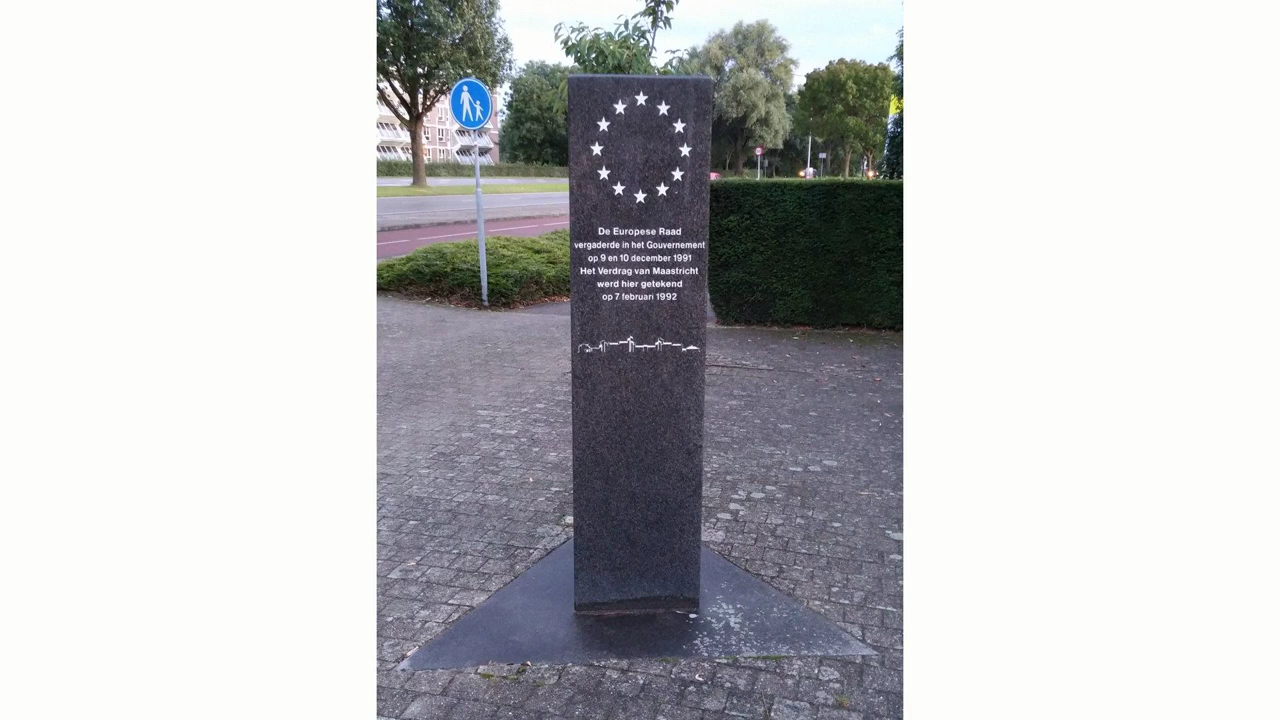 De Europese Raad
vergaderde in het Gouvernement
op 9 en 10 december 1991
Het Verdrag van Maastricht
werd hier getekend
op 7 februari 1992